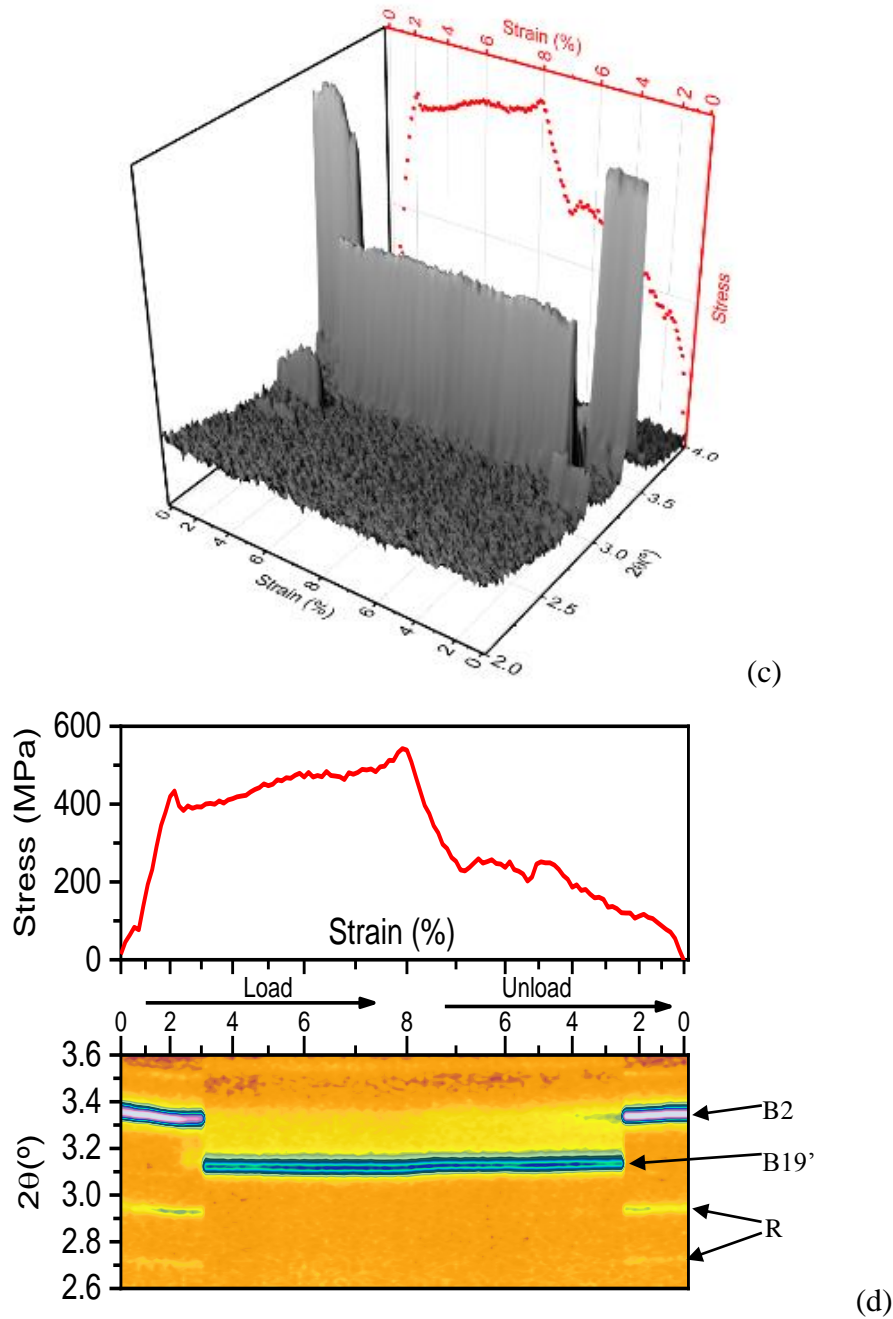 0 2 4 6 8 6 4 2 0
Strain (%)
Stress
4.0
3.5
3.0
2.5
2.0
2θ(º)
0 2 4 6 8 6 4 2 0
Strain (%)
(c)
600
400
200
0
Stress (MPa)
Strain (%)
Load Unload
0 2 4 6 8 6 4 2 0
3.6
3.4
3.2
3.0
2.8
2.6
2θ(º)
B2
B19’
R
(d)